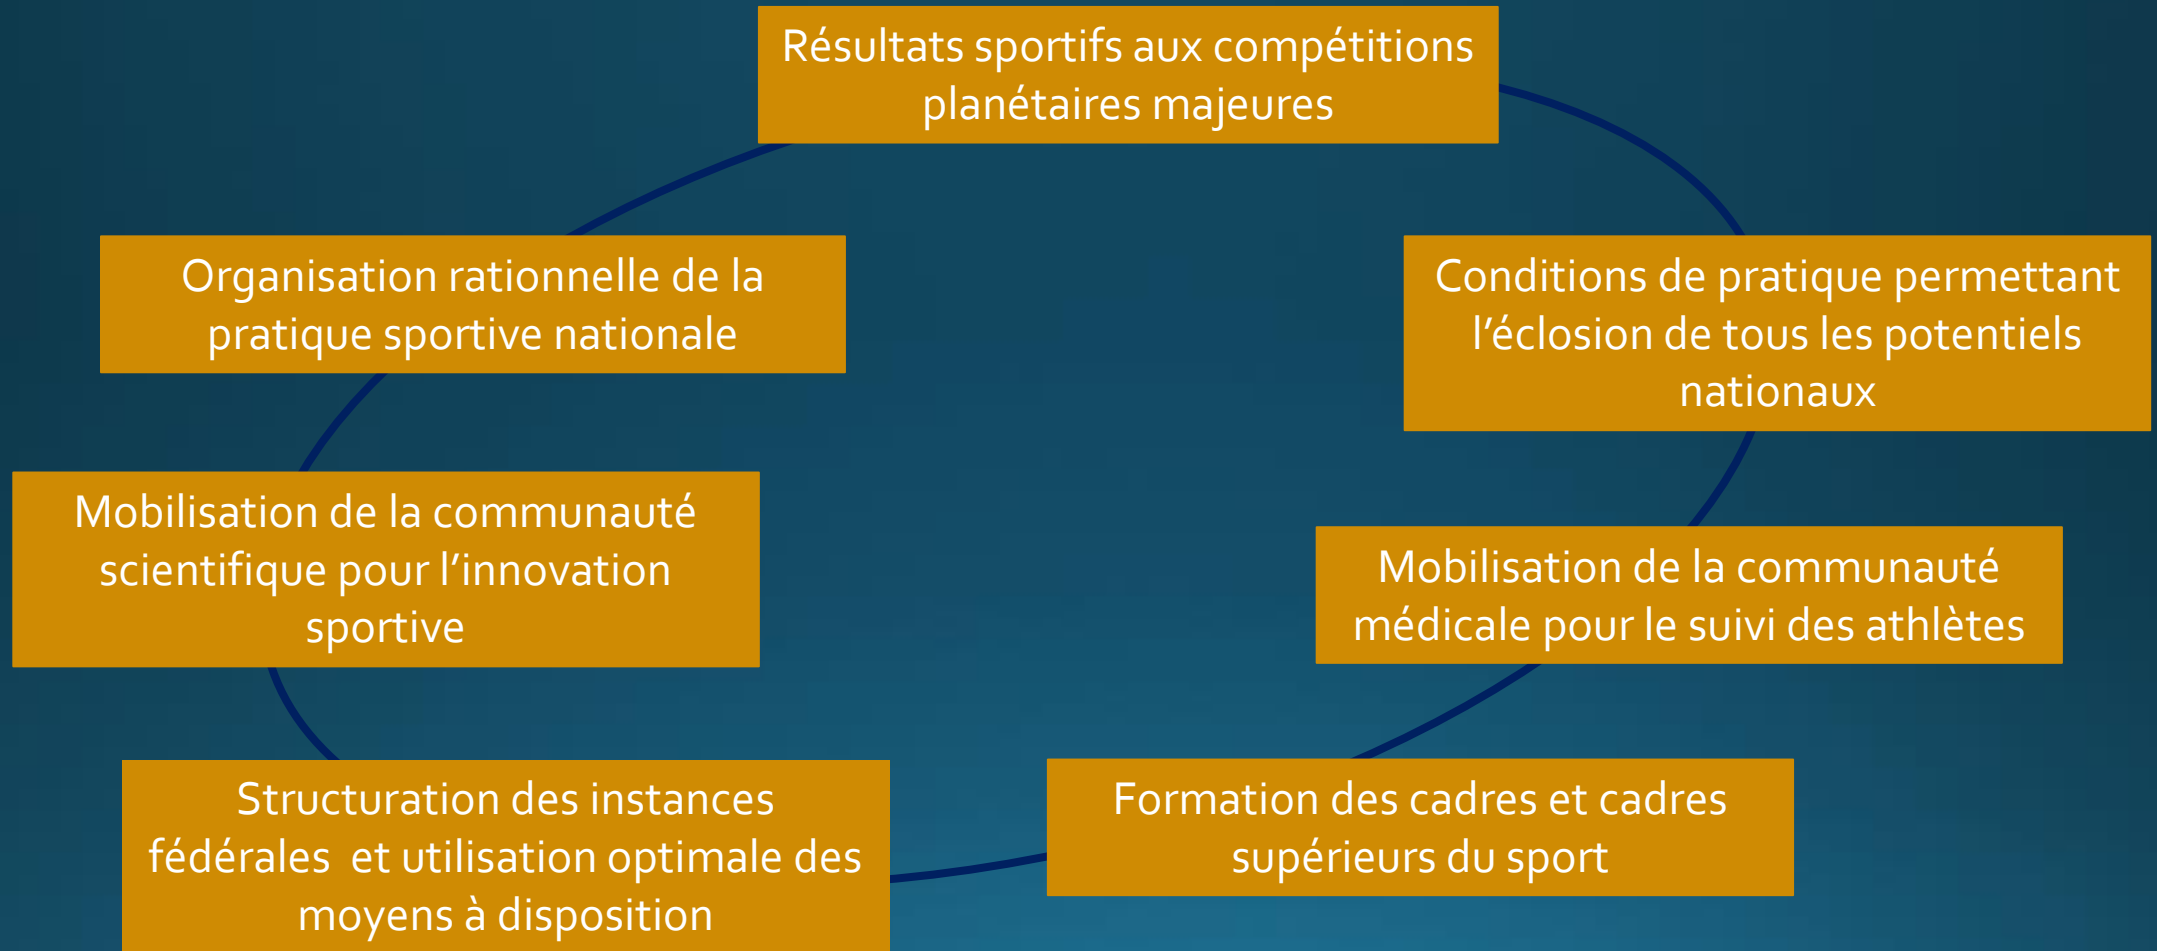 Résultats sportifs aux compétitions
planétaires majeures
Organisation rationnelle de la
pratique sportive nationale
Conditions de pratique permettant
l’éclosion de tous les potentiels
nationaux
Mobilisation de la communauté
scientifique pour l’innovation
sportive
Mobilisation de la communauté
médicale pour le suivi des athlètes
Structuration des instances
fédérales  et utilisation optimale des
moyens à disposition
Formation des cadres et cadres
supérieurs du sport